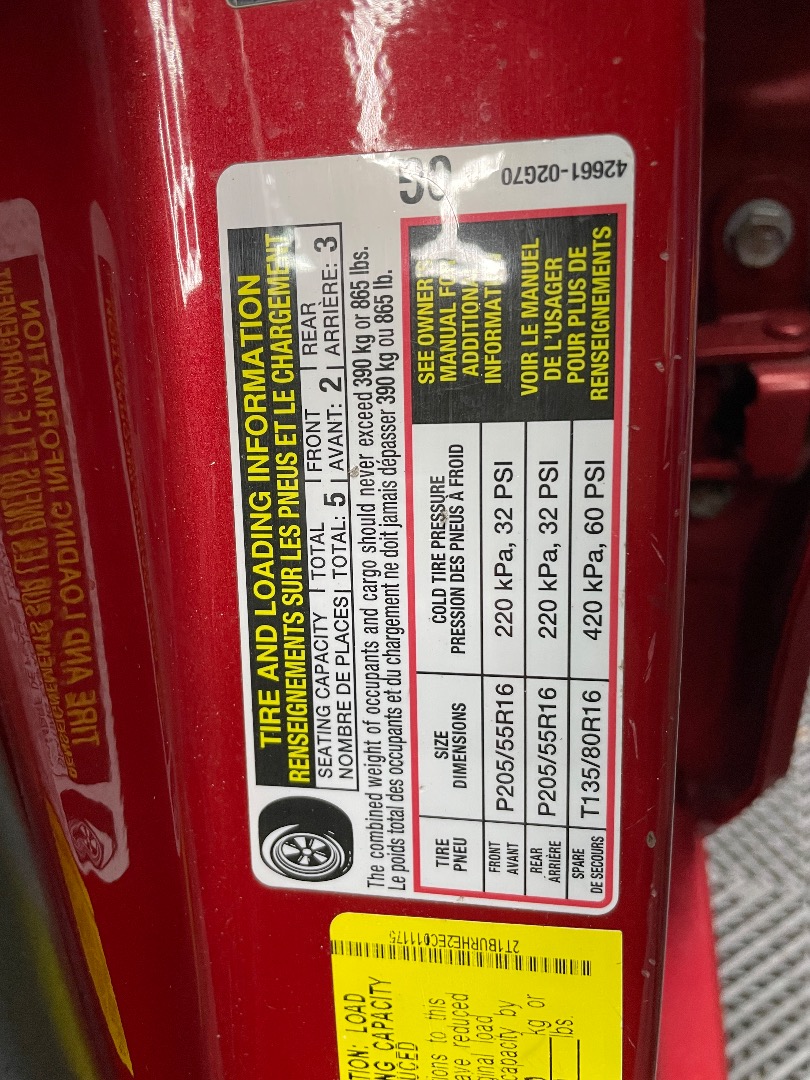 TIRE AND LOADING INFORMATION
RENSEIGNEMENTS SUR LES PNEUS ET LE CHARGEMENT
SEATING CAPACITY | TOTAL | FRONT | REAR
NOMBRE DE PLACES | TOTAL: 5 | AVANT: 2 | ARRIÈRE: 3
The combined weight of occupants and cargo should never exceed 390 kg or 865 lbs.
Le poids total des occupants et du chargement ne doit jamais dépasser 390 kg ou 865 lb.
TIRE
PNEU
SIZE
DIMENSIONS
COLD TIRE PRESSURE
PRESSION DES PNEUS À FROID
FRONT
AVANT
P205/55R16
220 kPa, 32 PSI
REAR
ARRIÈRE
P205/55R16
220 kPa, 32 PSI
SPARE
DE SECOURS
T135/80R16
420 kPa, 60 PSI
SEE OWNER'S
MANUAL FOR
ADDITIONAL
INFORMATION
VOIR LE MANUEL
DE L'USAGER
POUR PLUS DE
RENSEIGNEMENTS
42661-02G70
2T1BURHE2EC011175
LOAD
CAPACITY
to this
reduced
load
capacity by
kg or
lbs.
TIRE AND LOADING INFORMATION